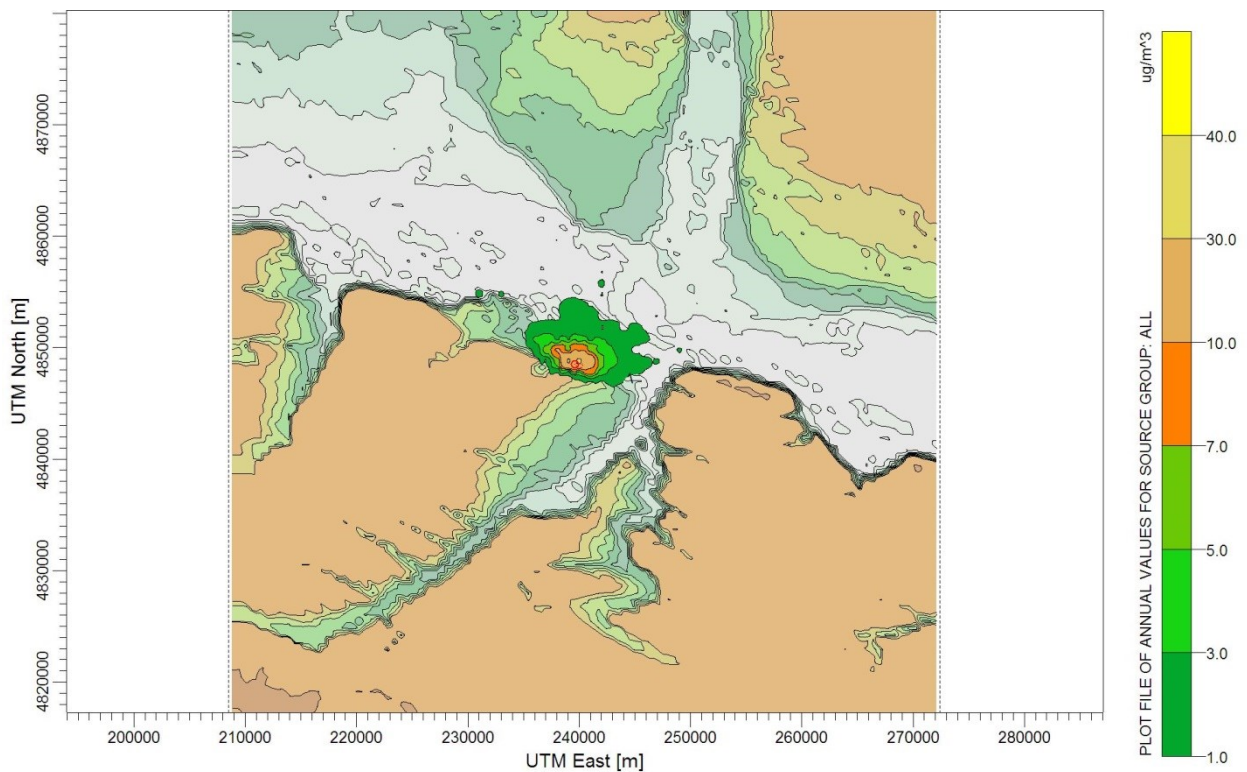 ug/m^3
40.0
30.0
10.0
7.0
5.0
3.0
1.0
PLOT FILE OF ANNUAL VALUES FOR SOURCE GROUP: ALL
UTM North [m]
4870000
4860000
4850000
4840000
4830000
4820000
200000 210000 220000 230000 240000 250000 260000 270000 280000
UTM East [m]